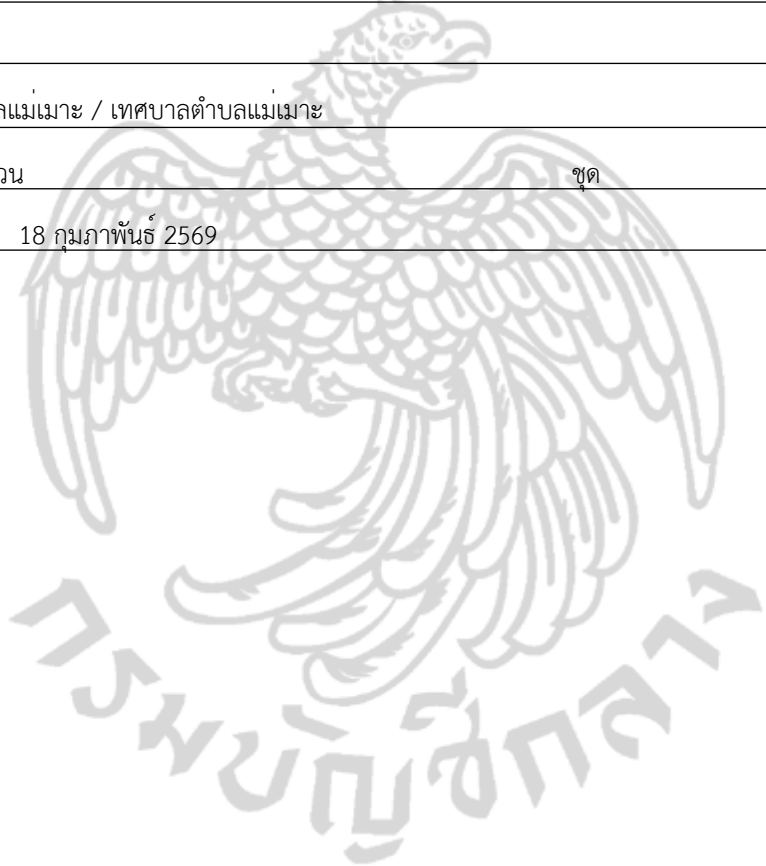 ลแม่เมาะ / เทศบาลตำบลแม่เมาะ
วน ชุด
18 กุมภาพันธ์ 2569
กรมบัญชีกลาง